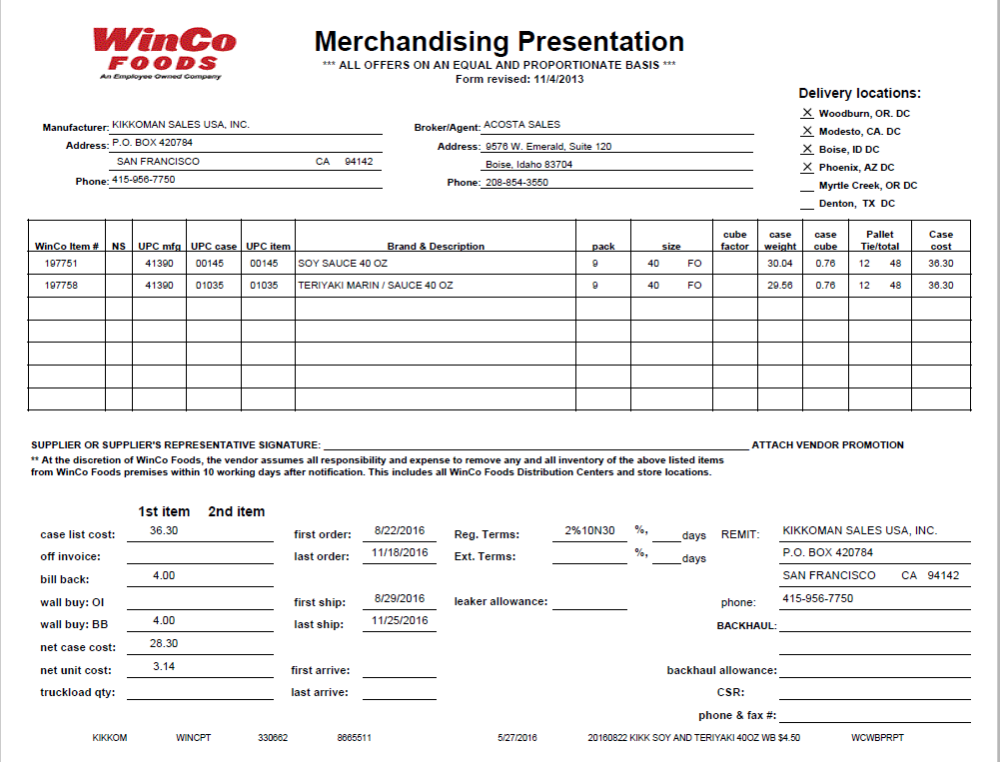 WinCo
FOODS
An Employee Owned Company
Merchandising Presentation
*** ALL OFFERS ON AN EQUAL AND PROPORTIONATE BASIS ***
Form revised: 11/4/2013
Delivery locations:
X Woodburn, OR. DC
X Modesto, CA. DC
X Boise, ID DC
X Phoenix, AZ DC
Myrtle Creek, OR DC
Denton, TX DC
Manufacturer: KIKKOMAN SALES USA, INC.
Address: P.O. BOX 420784
SAN FRANCISCO CA 94142
Phone: 415-956-7750
Broker/Agent: ACOSTA SALES
Address: 9576 W. Emerald, Suite 120
Boise, Idaho 83704
Phone: 208-854-3550
WinCo Item # NS UPC mfg UPC case UPC item Brand & Description pack size cube factor case weight case cube Pallet Tie/total Case cost
197751 41390 00145 00145 SOY SAUCE 40 OZ 9 40 FO 30.04 0.76 12 48 36.30
197758 41390 01035 01035 TERIYAKI MARIN / SAUCE 40 OZ 9 40 FO 29.56 0.76 12 48 36.30
SUPPLIER OR SUPPLIER'S REPRESENTATIVE SIGNATURE: ATTACH VENDOR PROMOTION
** At the discretion of WinCo Foods, the vendor assumes all responsibility and expense to remove any and all inventory of the above listed items
from WinCo Foods premises within 10 working days after notification. This includes all WinCo Foods Distribution Centers and store locations.
1st item 2nd item
case list cost: 36.30
off invoice:
bill back: 4.00
wall buy: OI
wall buy: BB 4.00
net case cost: 28.30
net unit cost: 3.14
truckload qty:
first order: 8/22/2016
last order: 11/18/2016
first ship: 8/29/2016
last ship: 11/25/2016
first arrive:
last arrive:
Reg. Terms: 2%10N30 %, days
Ext. Terms: %, days
leaker allowance:
REMIT: KIKKOMAN SALES USA, INC.
P.O. BOX 420784
SAN FRANCISCO CA 94142
phone: 415-956-7750
BACKHAUL:
backhaul allowance:
CSR:
phone & fax #:
KIKKOM WINCPT 330662 8665511 5/27/2016 20160822 KIKK SOY AND TERIYAKI 40OZ WB $4.50 WCWBPRPT